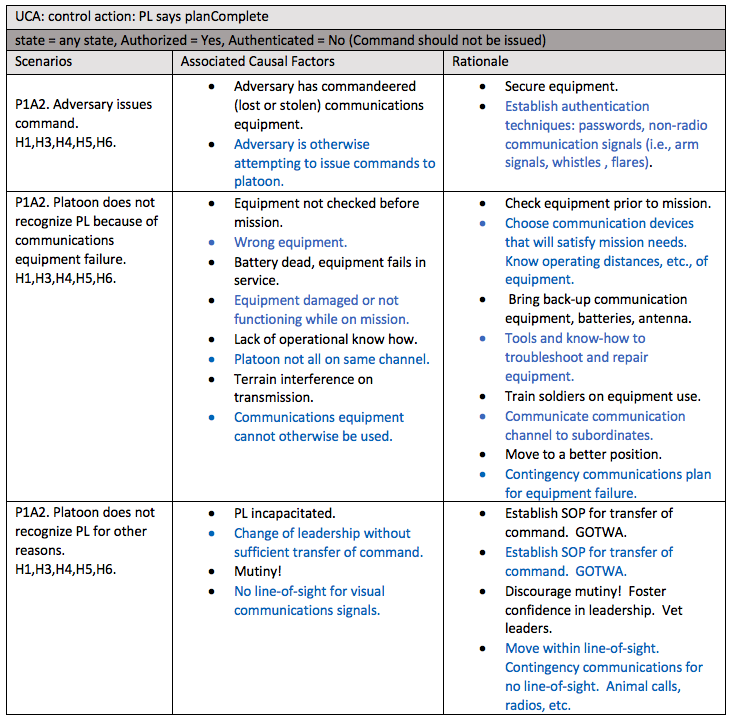 UCA: control action: PL says planComplete
state = any state, Authorized = Yes, Authenticated = No (Command should not be issued)
Scenarios
Associated Causal Factors
Rationale
P1A2. Adversary issues
command.
H1,H3,H4,H5,H6.
• Adversary has commandeered
(lost or stolen) communications
equipment.
• Adversary is otherwise
attempting to issue commands to
platoon.
• Secure equipment.
• Establish authentication
techniques: passwords, non-radio
communication signals (i.e., arm
signals, whistles , flares).
P1A2. Platoon does not
recognize PL because of
communications
equipment failure.
H1,H3,H4,H5,H6.
• Equipment not checked before
mission.
• Wrong equipment.
• Battery dead, equipment fails in
service.
• Equipment damaged or not
functioning while on mission.
• Lack of operational know how.
• Platoon not all on same channel.
• Terrain interference on
transmission.
• Communications equipment
cannot otherwise be used.
• Check equipment prior to mission.
• Choose communication devices
that will satisfy mission needs.
Know operating distances, etc., of
equipment.
• Bring back-up communication
equipment, batteries, antenna.
• Tools and know-how to
troubleshoot and repair
equipment.
• Train soldiers on equipment use.
• Communicate communication
channel to subordinates.
• Move to a better position.
• Contingency communications plan
for equipment failure.
P1A2. Platoon does not
recognize PL for other
reasons.
H1,H3,H4,H5,H6.
• PL incapacitated.
• Change of leadership without
sufficient transfer of command.
• Mutiny!
• No line-of-sight for visual
communications signals.
• Establish SOP for transfer of
command.  GOTWA.
• Establish SOP for transfer of
command.  GOTWA.
• Discourage mutiny!  Foster
confidence in leadership.  Vet
leaders.
• Move within line-of-sight.
Contingency communications for
no line-of-sight.  Animal calls,
radios, etc.